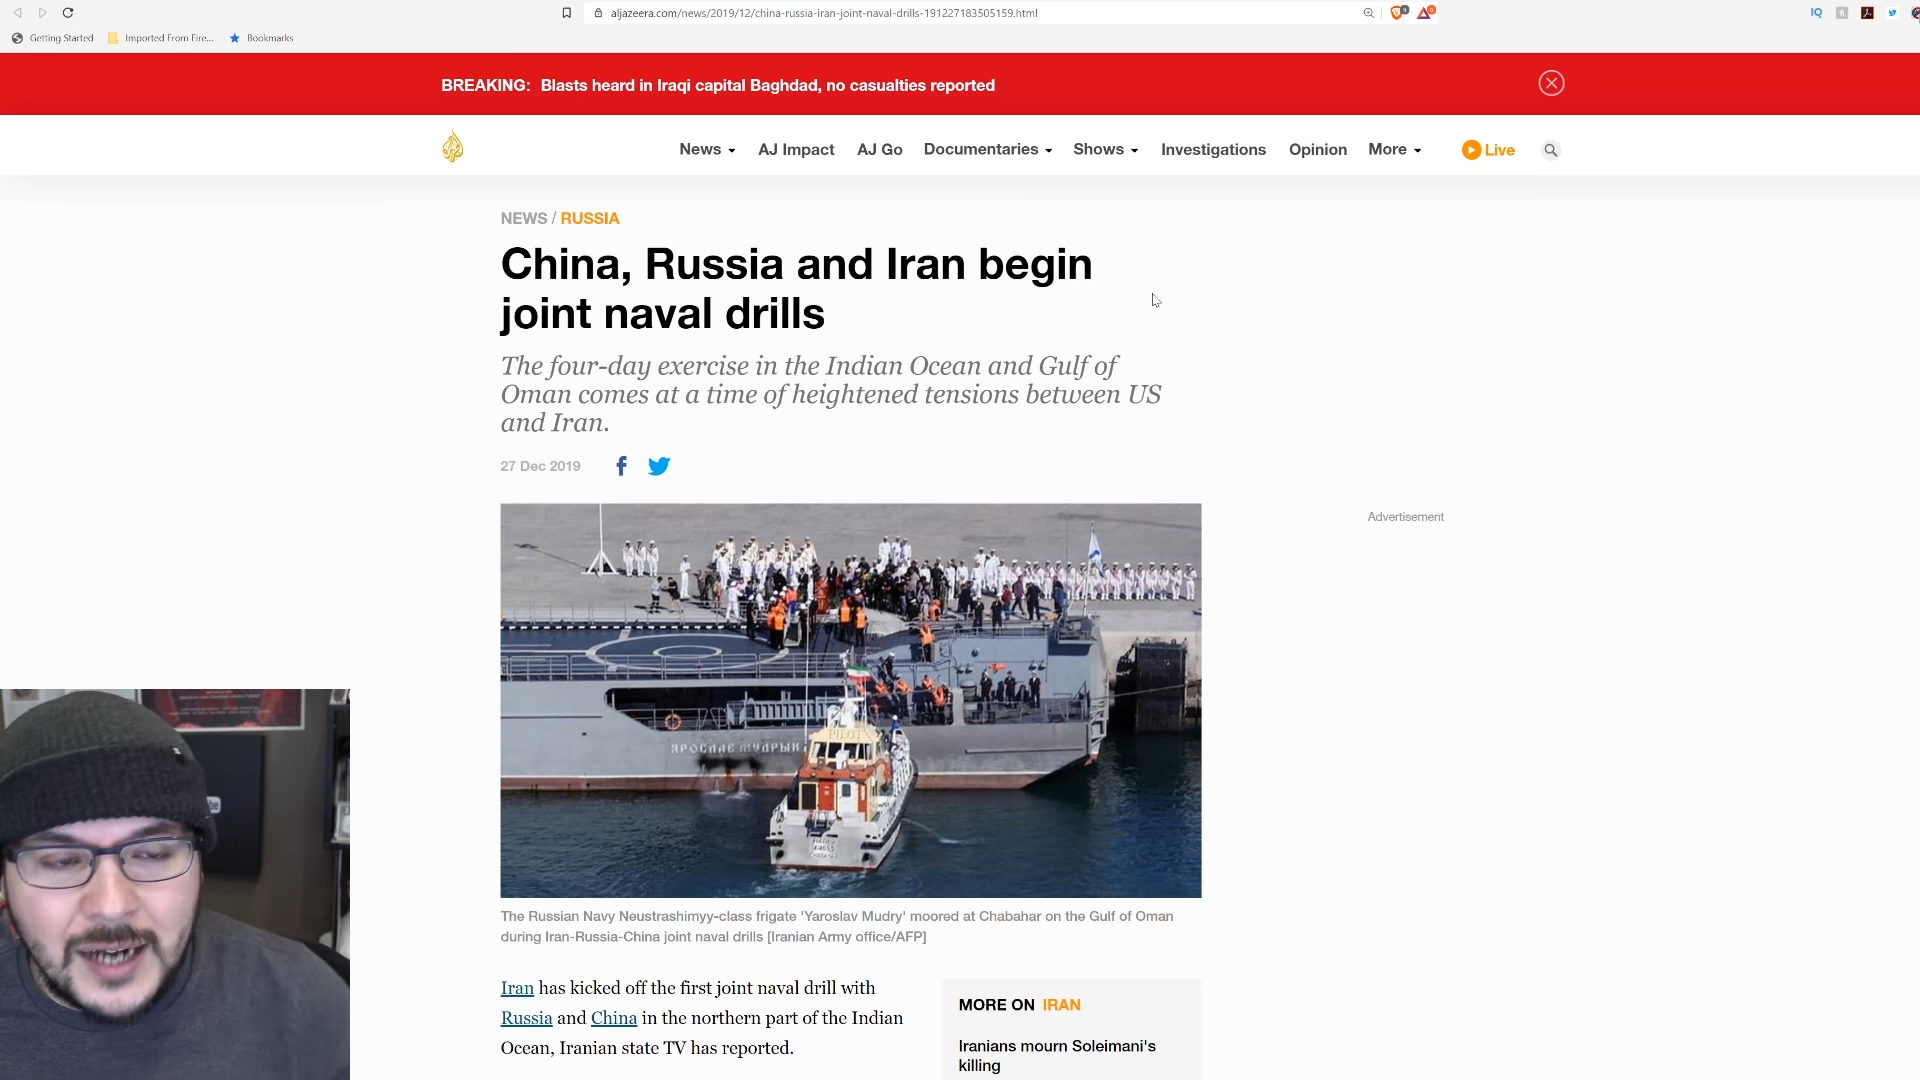 aljazeera.com/news/2019/12/china-russia-iran-joint-naval-drills-191227183505159.html
IQ
Getting Started
Imported From Fire...
Bookmarks
BREAKING: Blasts heard in Iraqi capital Baghdad, no casualties reported
News
AJ Impact
AJ Go
Documentaries
Shows
Investigations
Opinion
More
Live
NEWS / RUSSIA
China, Russia and Iran begin
joint naval drills
The four-day exercise in the Indian Ocean and Gulf of
Oman comes at a time of heightened tensions between US
and Iran.
27 Dec 2019
Advertisement
ЯРОСЛАВ МУДРЫЙ
PILOT
The Russian Navy Neustrashimyy-class frigate 'Yaroslav Mudry' moored at Chabahar on the Gulf of Oman
during Iran-Russia-China joint naval drills [Iranian Army office/AFP]
Iran has kicked off the first joint naval drill with
Russia and China in the northern part of the Indian
Ocean, Iranian state TV has reported.
MORE ON IRAN
Iranians mourn Soleimani's
killing